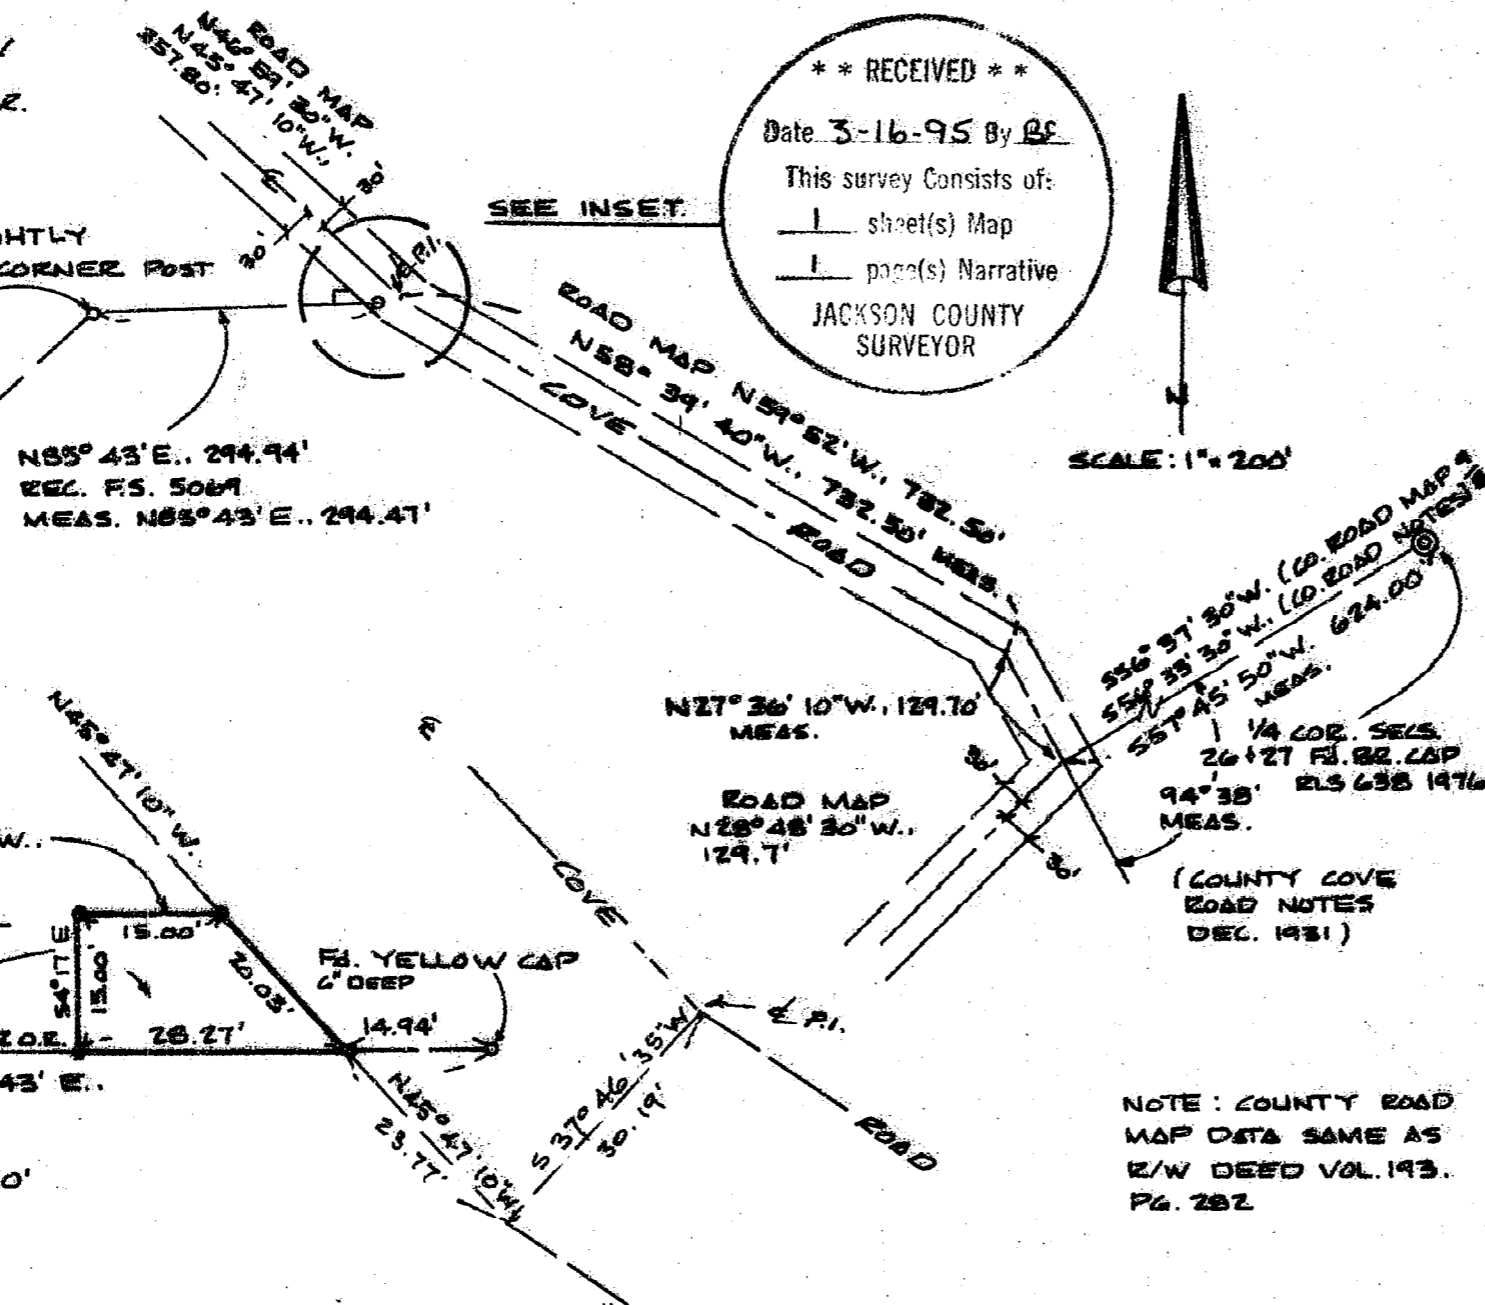 ROAD MAP
N46° 59' 30"W.
N45° 47' 10"W.,
357.80'
R.
30'
30'
℄
℄ P.I.
SEE INSET
* * RECEIVED * *
Date 3-16-95 By BF
This survey Consists of:
1 sheet(s) Map
1 page(s) Narrative
JACKSON COUNTY
SURVEYOR
N
SCALE: 1"= 200'
HTLY
CORNER POST
N85° 43' E., 294.94'
REC. F.S. 5069
MEAS. N85° 43' E., 294.47'
ROAD MAP N59° 52' W., 732.50'
N58° 39' 40"W., 732.50' MEAS.
COVE ROAD
S56° 37' 30"W. (CO. ROAD MAP &
S56° 33' 30"W., (CO. ROAD NOTES)
S57° 45' 50"W. 624.00'
MEAS.
N27° 36' 10"W., 129.70'
MEAS.
ROAD MAP
N28° 48' 30"W.,
129.7'
30'
30'
1/4 COR. SECS.
26+27 Fd. BR. CAP
RLS 638 1976
94° 38'
MEAS.
(COUNTY COVE
ROAD NOTES
DEC. 1931)
N45° 47' 10" W.
W.,
15.00'
S4° 17' E
15.00'
20.03'
Fd. YELLOW CAP
6" DEEP
28.27'
14.94'
43' E.,
0'
N45° 47' 10"W.
23.77'
S 37° 46' 35"W
30.19'
℄ P.I.
COVE ROAD
NOTE: COUNTY ROAD
MAP DATA SAME AS
R/W DEED VOL. 193.
PG. 282